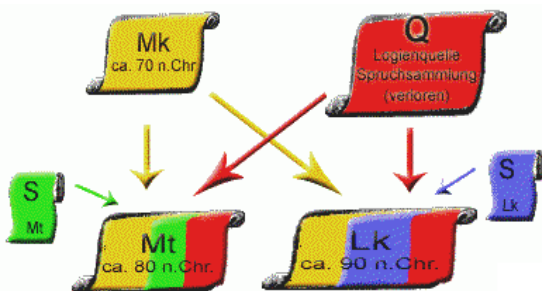 Mk
ca. 70 n.Chr
Q
Logienquelle
Spruchsammlung
(verloren)
S
Mt
S
Lk
Mt
ca. 80 n.Chr.
Lk
ca. 90 n.Chr.